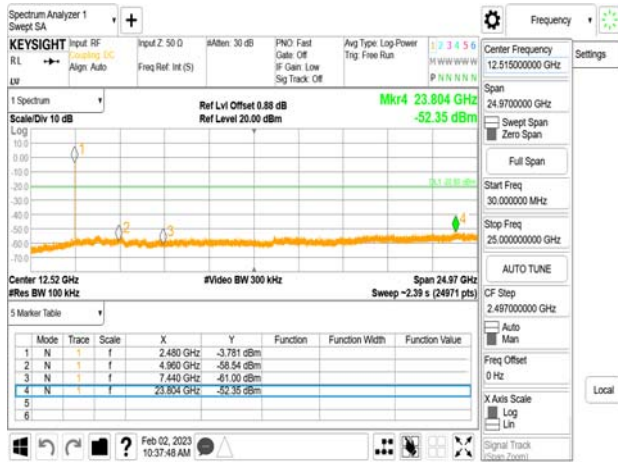 Spectrum Analyzer 1
Swept SA
+
Frequency
KEYSIGHT
Input: RF
Coupling: DC
Align: Auto
Input Z: 50 Ω
Freq Ref: Int (S)
#Atten: 30 dB
PNO: Fast
Gate: Off
IF Gain: Low
Sig Track: Off
Avg Type: Log-Power
Trig: Free Run
1 2 3 4 5 6
M W W W W W
P N N N N N
RL
LXI
Center Frequency
12.515000000 GHz
Settings
Span
24.9700000 GHz
Swept Span
Zero Span
Full Span
Start Freq
30.000000 MHz
Stop Freq
25.000000000 GHz
AUTO TUNE
CF Step
2.497000000 GHz
Auto
Man
Freq Offset
0 Hz
X Axis Scale
Log
Lin
Local
Signal Track
(Span Zoom)
1 Spectrum
Scale/Div 10 dB
Ref Lvl Offset 0.88 dB
Ref Level 20.00 dBm
Mkr4 23.804 GHz
-52.35 dBm
Log
10.0
0.00
-10.0
-20.0
-30.0
-40.0
-50.0
-60.0
-70.0
1
2
3
4
Center 12.52 GHz
#Res BW 100 kHz
#Video BW 300 kHz
Span 24.97 GHz
Sweep ~2.39 s (24971 pts)
5 Marker Table
Mode Trace Scale X Y Function Function Width Function Value
1 N 1 f 2.480 GHz -3.781 dBm
2 N 1 f 4.960 GHz -58.54 dBm
3 N 1 f 7.440 GHz -61.00 dBm
4 N 1 f 23.804 GHz -52.35 dBm
5
6
?
Feb 02, 2023
10:37:48 AM